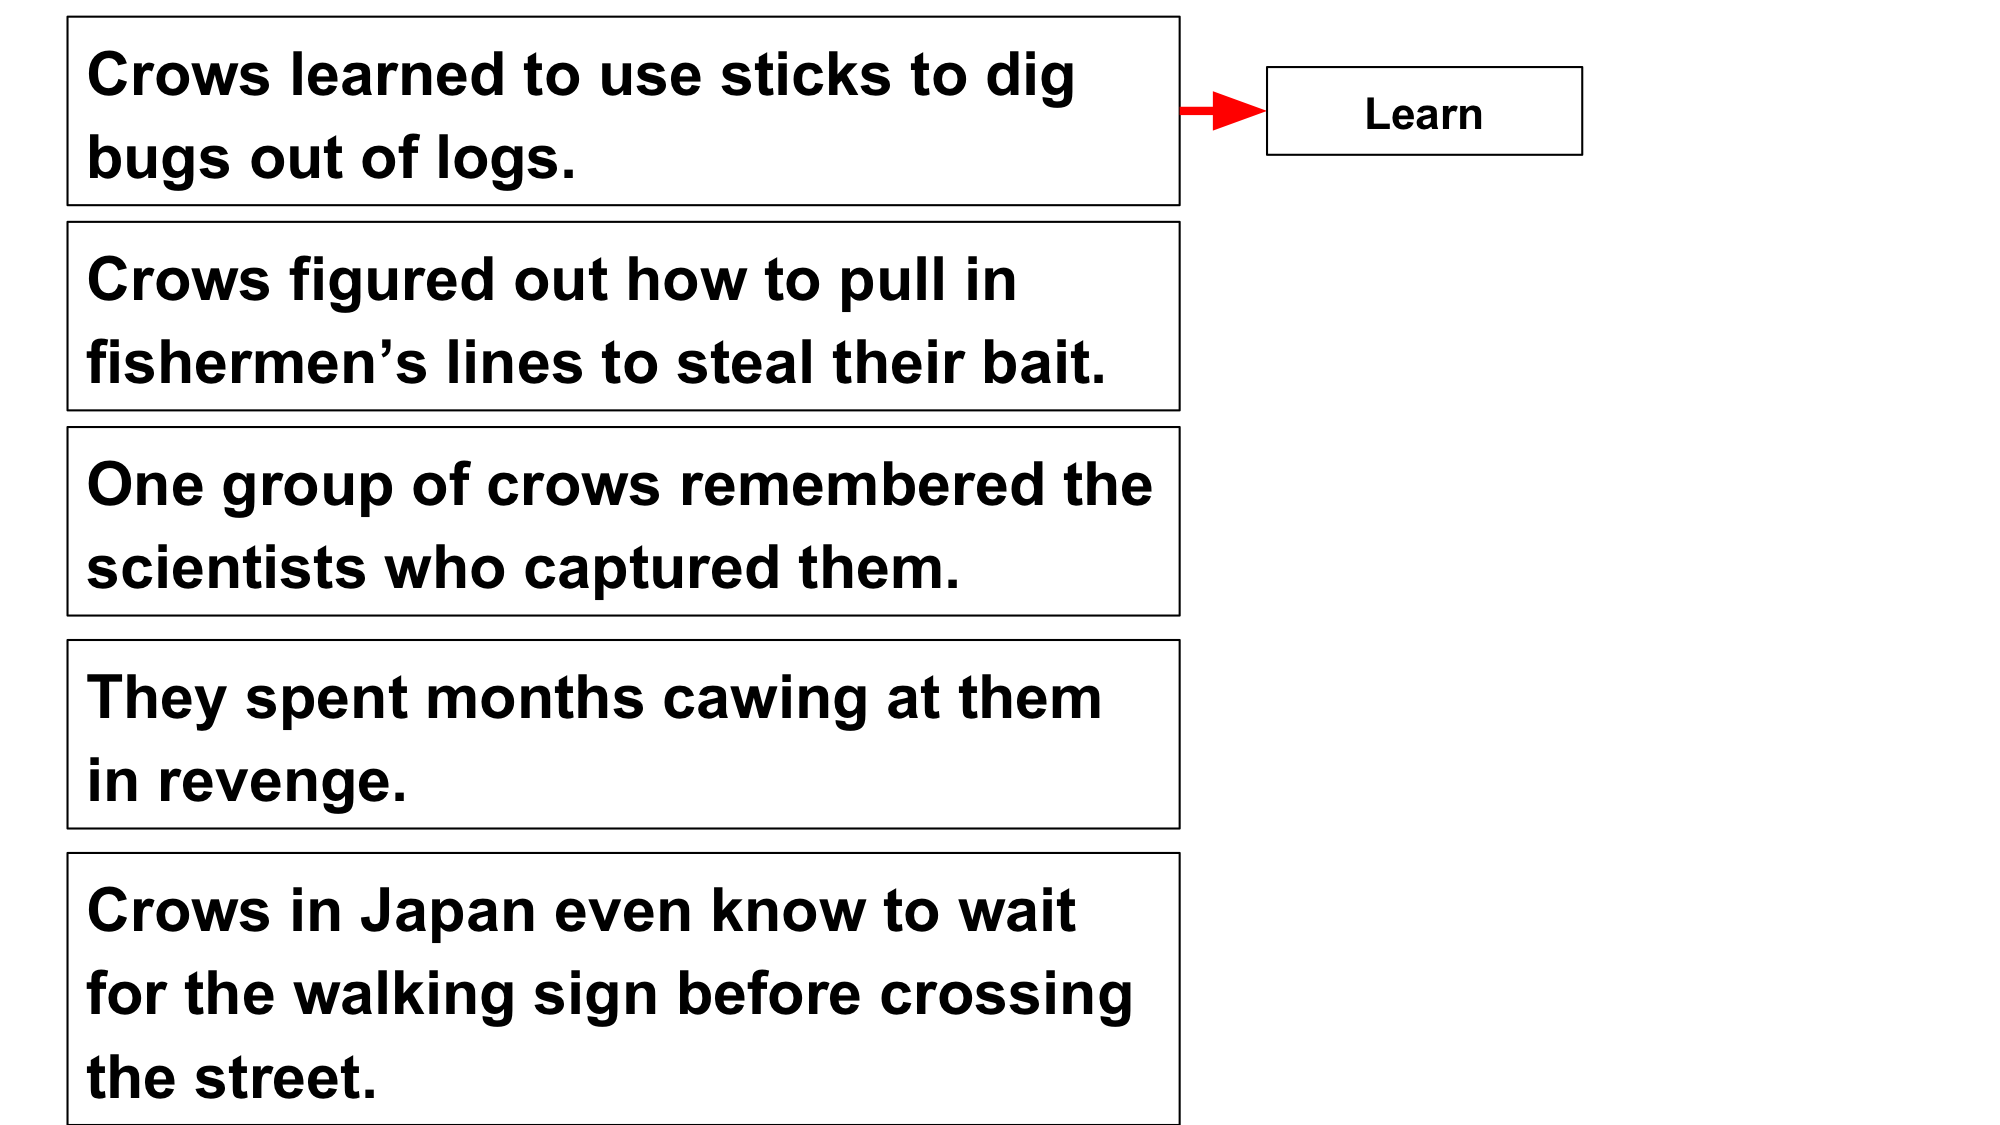 Crows learned to use sticks to dig
bugs out of logs.
Learn
Crows figured out how to pull in
fishermen’s lines to steal their bait.
One group of crows remembered the
scientists who captured them.
They spent months cawing at them
in revenge.
Crows in Japan even know to wait
for the walking sign before crossing
the street.